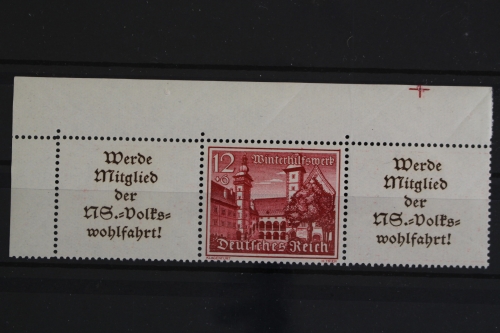 Werde
Mitglied
der
NS.=Volks=
wohlfahrt!
12
Winterhilfswerk
Deutsches Reich
Werde
Mitglied
der
NS.=Volks=
wohlfahrt!